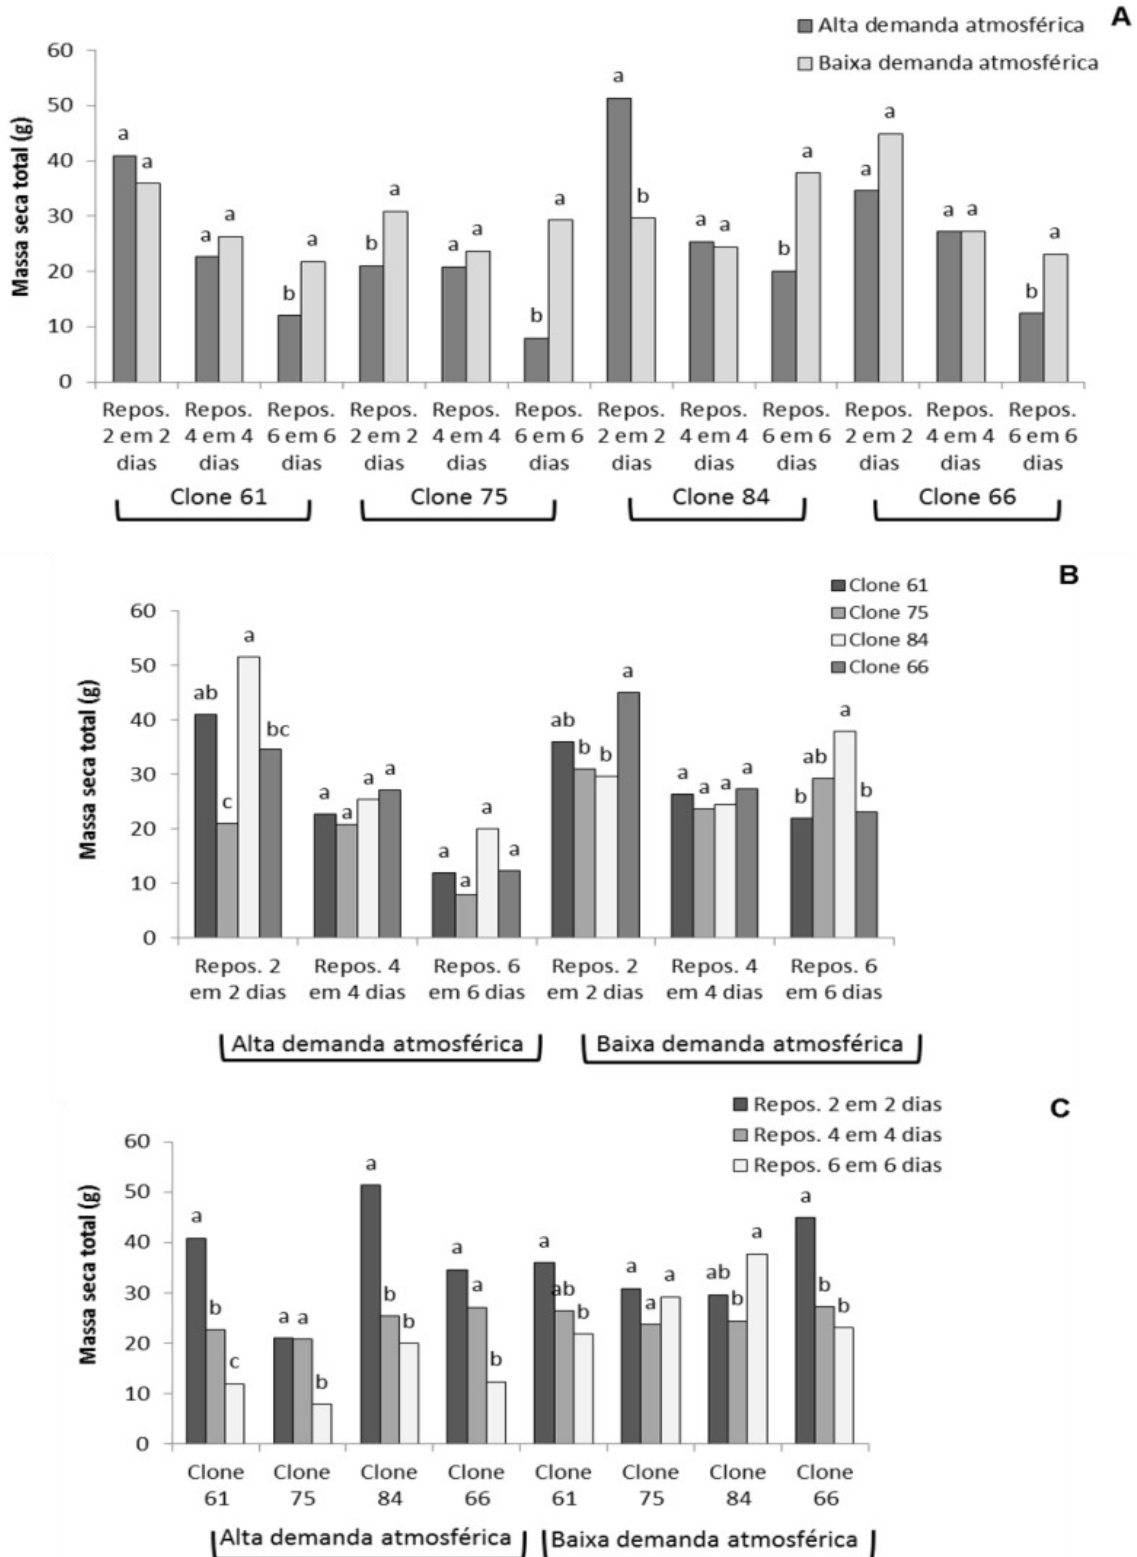 A
Alta demanda atmosférica
Baixa demanda atmosférica
Massa seca total (g)
60
50
40
30
20
10
0
a a a a b a b a a a b a a b a a b a a a a a b a
Repos. Repos. Repos. Repos. Repos. Repos. Repos. Repos. Repos. Repos. Repos. Repos.
2 em 2 4 em 4 6 em 6 2 em 2 4 em 4 6 em 6 2 em 2 4 em 4 6 em 6 2 em 2 4 em 4 6 em 6
dias dias dias dias dias dias dias dias dias dias dias dias
Clone 61 Clone 75 Clone 84 Clone 66
B
Clone 61
Clone 75
Clone 84
Clone 66
Massa seca total (g)
60
50
40
30
20
10
0
ab c a bc a a a a a a a a ab b b a a a a a b ab a b
Repos. 2 Repos. 4 Repos. 6 Repos. 2 Repos. 4 Repos. 6
em 2 dias em 4 dias em 6 dias em 2 dias em 4 dias em 6 dias
Alta demanda atmosférica Baixa demanda atmosférica
C
Repos. 2 em 2 dias
Repos. 4 em 4 dias
Repos. 6 em 6 dias
Massa seca total (g)
60
50
40
30
20
10
0
a b c a a b a b b a a b a ab b a a a ab b a a b b
Clone Clone Clone Clone Clone Clone Clone Clone
61 75 84 66 61 75 84 66
Alta demanda atmosférica Baixa demanda atmosférica